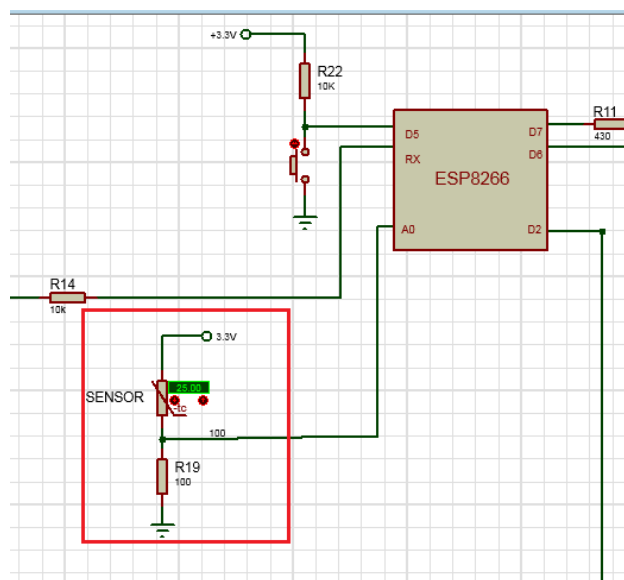 +3.3V
R22
10K
R11
430
D5
D7
RX
D6
ESP8266
A0
D2
R14
10k
3.3V
SENSOR
25.00
-tc
100
R19
100